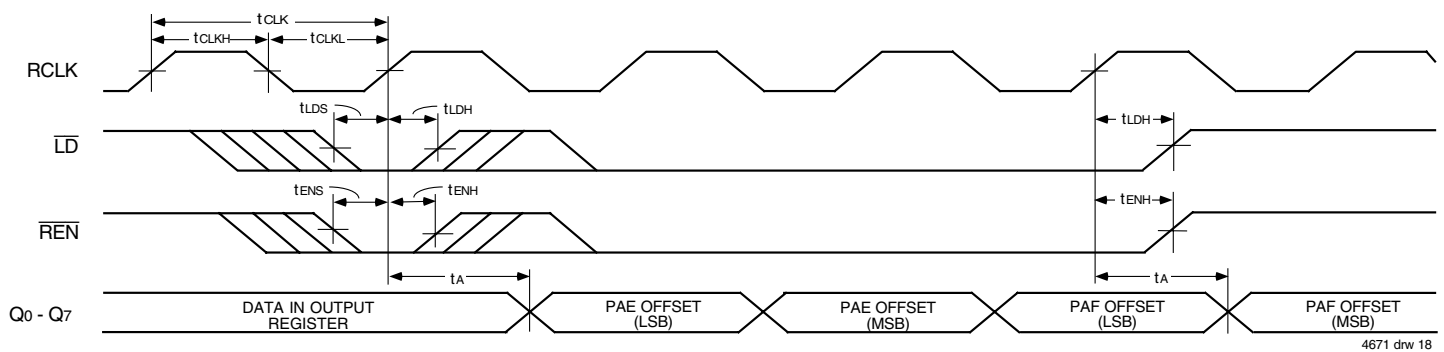 tCLK
tCLKH
tCLKL
RCLK
tLDS
tLDH
tLDH
LD
tENS
tENH
tENH
REN
tA
tA
Q0 - Q7
DATA IN OUTPUT
REGISTER
PAE OFFSET
(LSB)
PAE OFFSET
(MSB)
PAF OFFSET
(LSB)
PAF OFFSET
(MSB)
4671 drw 18